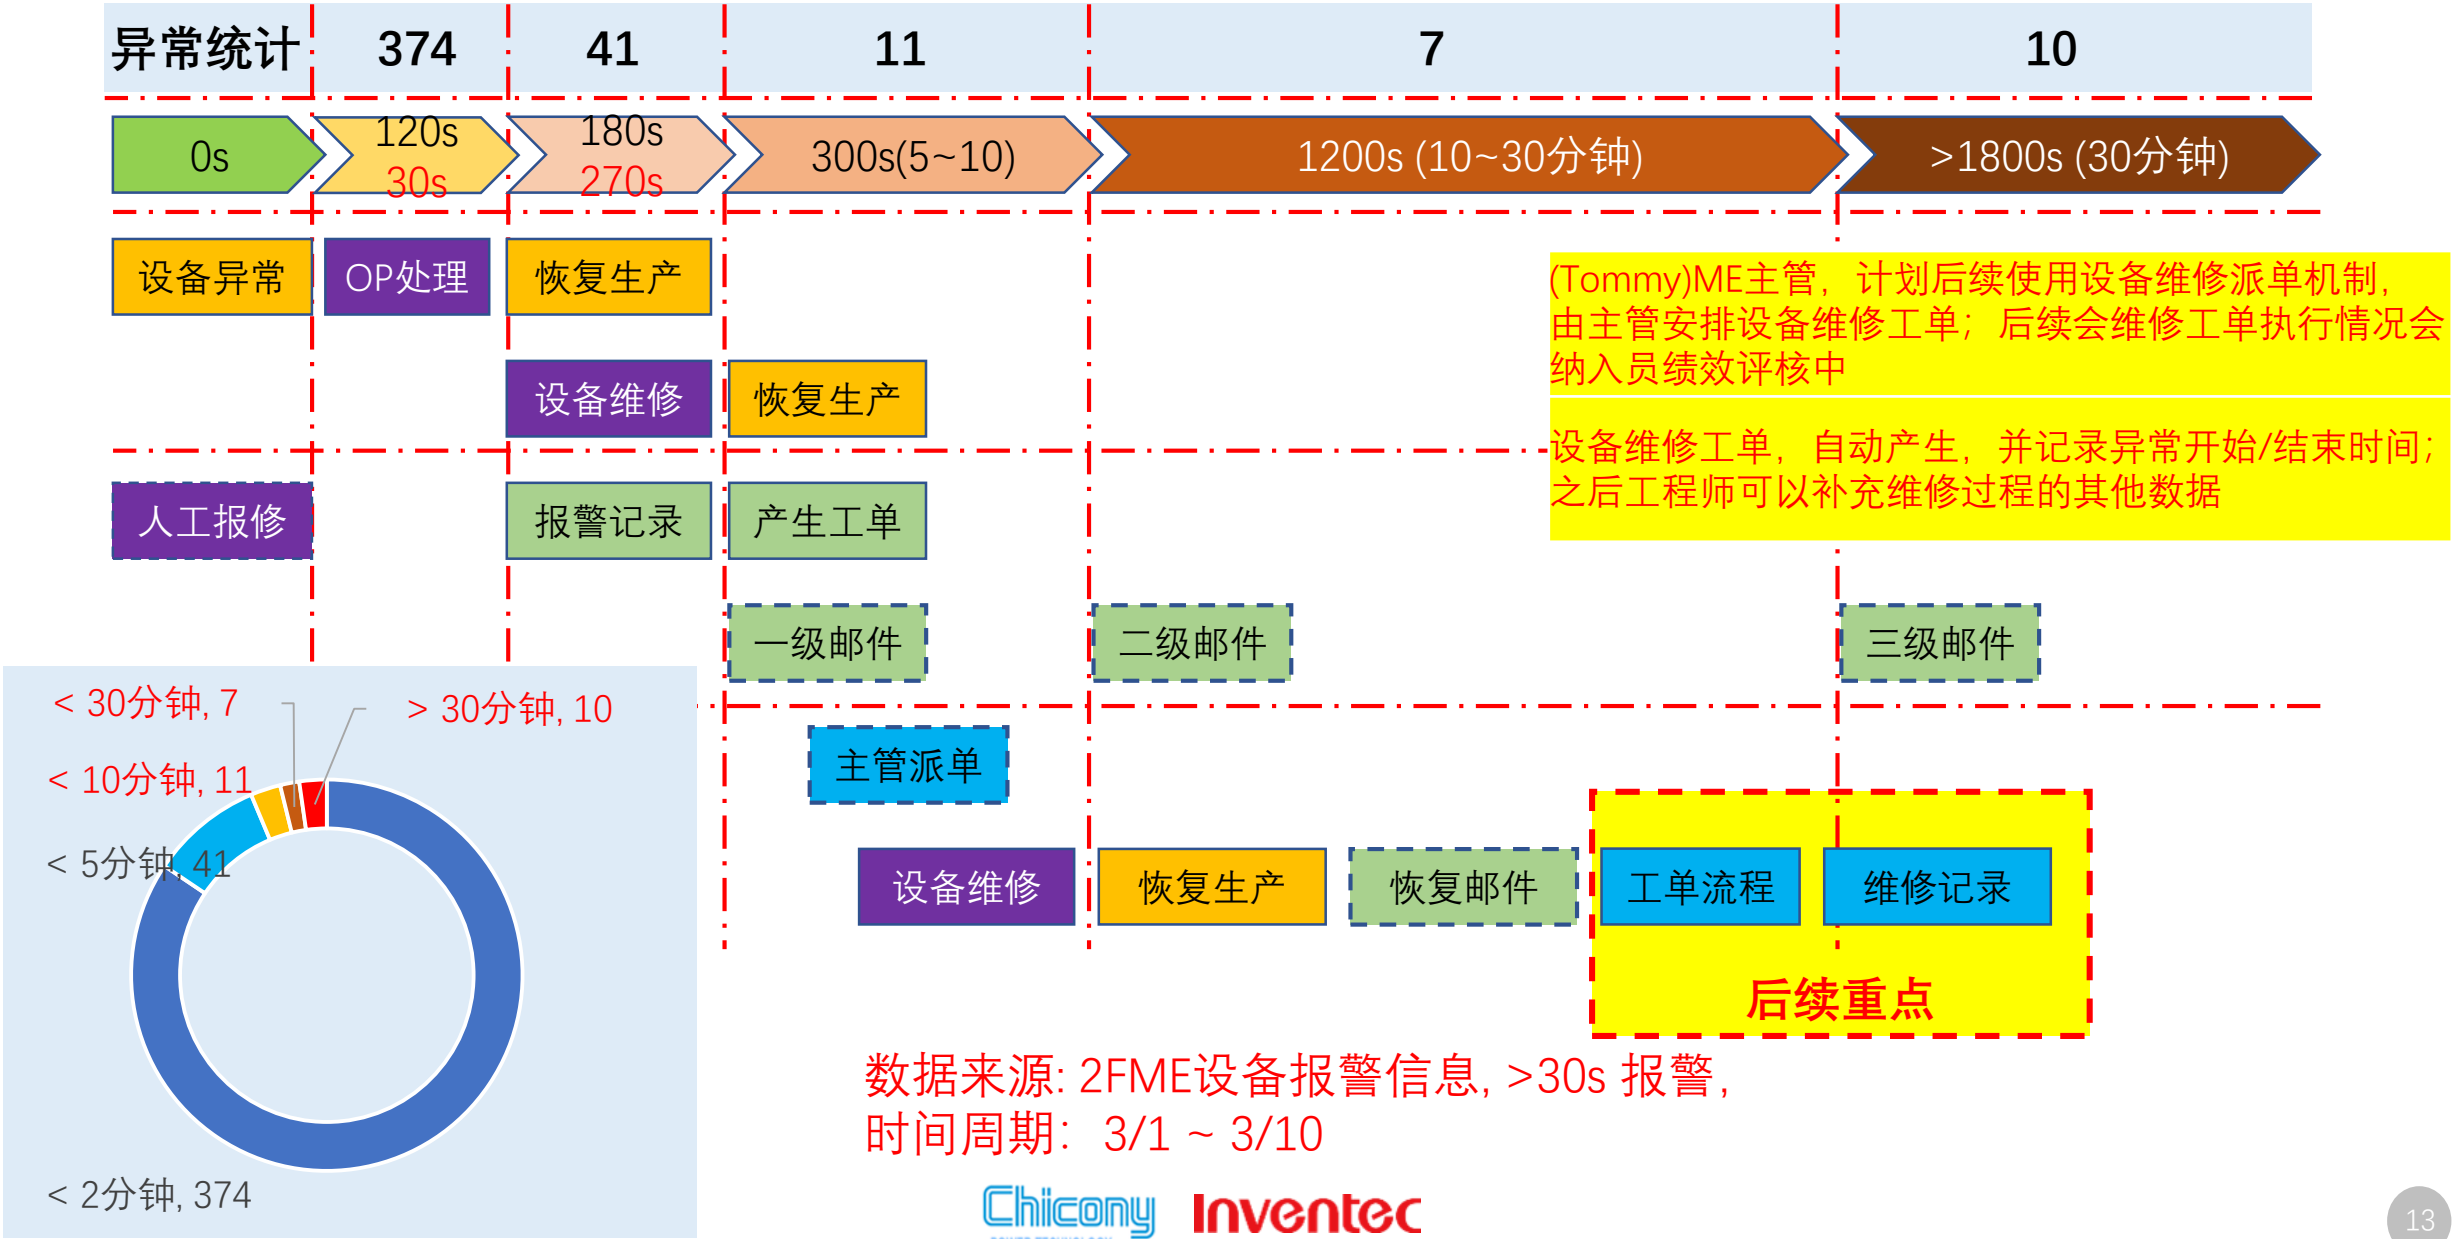 异常统计 374 41 11 7 10
0s 120s 180s 300s(5~10) 1200s (10~30分钟) >1800s (30分钟)
30s 270s
设备异常 OP处理 恢复生产
(Tommy)ME主管，计划后续使用设备维修派单机制，
由主管安排设备维修工单；后续会维修工单执行情况会
纳入员绩效评核中
设备维修 恢复生产
设备维修工单，自动产生，并记录异常开始/结束时间；
之后工程师可以补充维修过程的其他数据
人工报修 报警记录 产生工单
一级邮件 二级邮件 三级邮件
< 30分钟, 7 > 30分钟, 10
< 10分钟, 11
< 5分钟, 41
< 2分钟, 374
主管派单
设备维修 恢复生产 恢复邮件 工单流程 维修记录
后续重点
数据来源: 2FME设备报警信息, >30s 报警，
时间周期： 3/1 ~ 3/10
Chicony Inventec
13